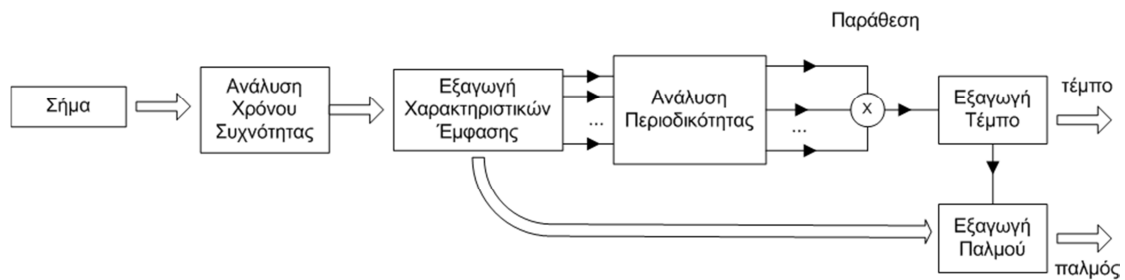 Παράθεση
Σήμα
Ανάλυση
Χρόνου
Συχνότητας
Εξαγωγή
Χαρακτηριστικών
Έμφασης
...
Ανάλυση
Περιοδικότητας
...
X
Εξαγωγή
Τέμπο
τέμπο
Εξαγωγή
Παλμού
παλμός